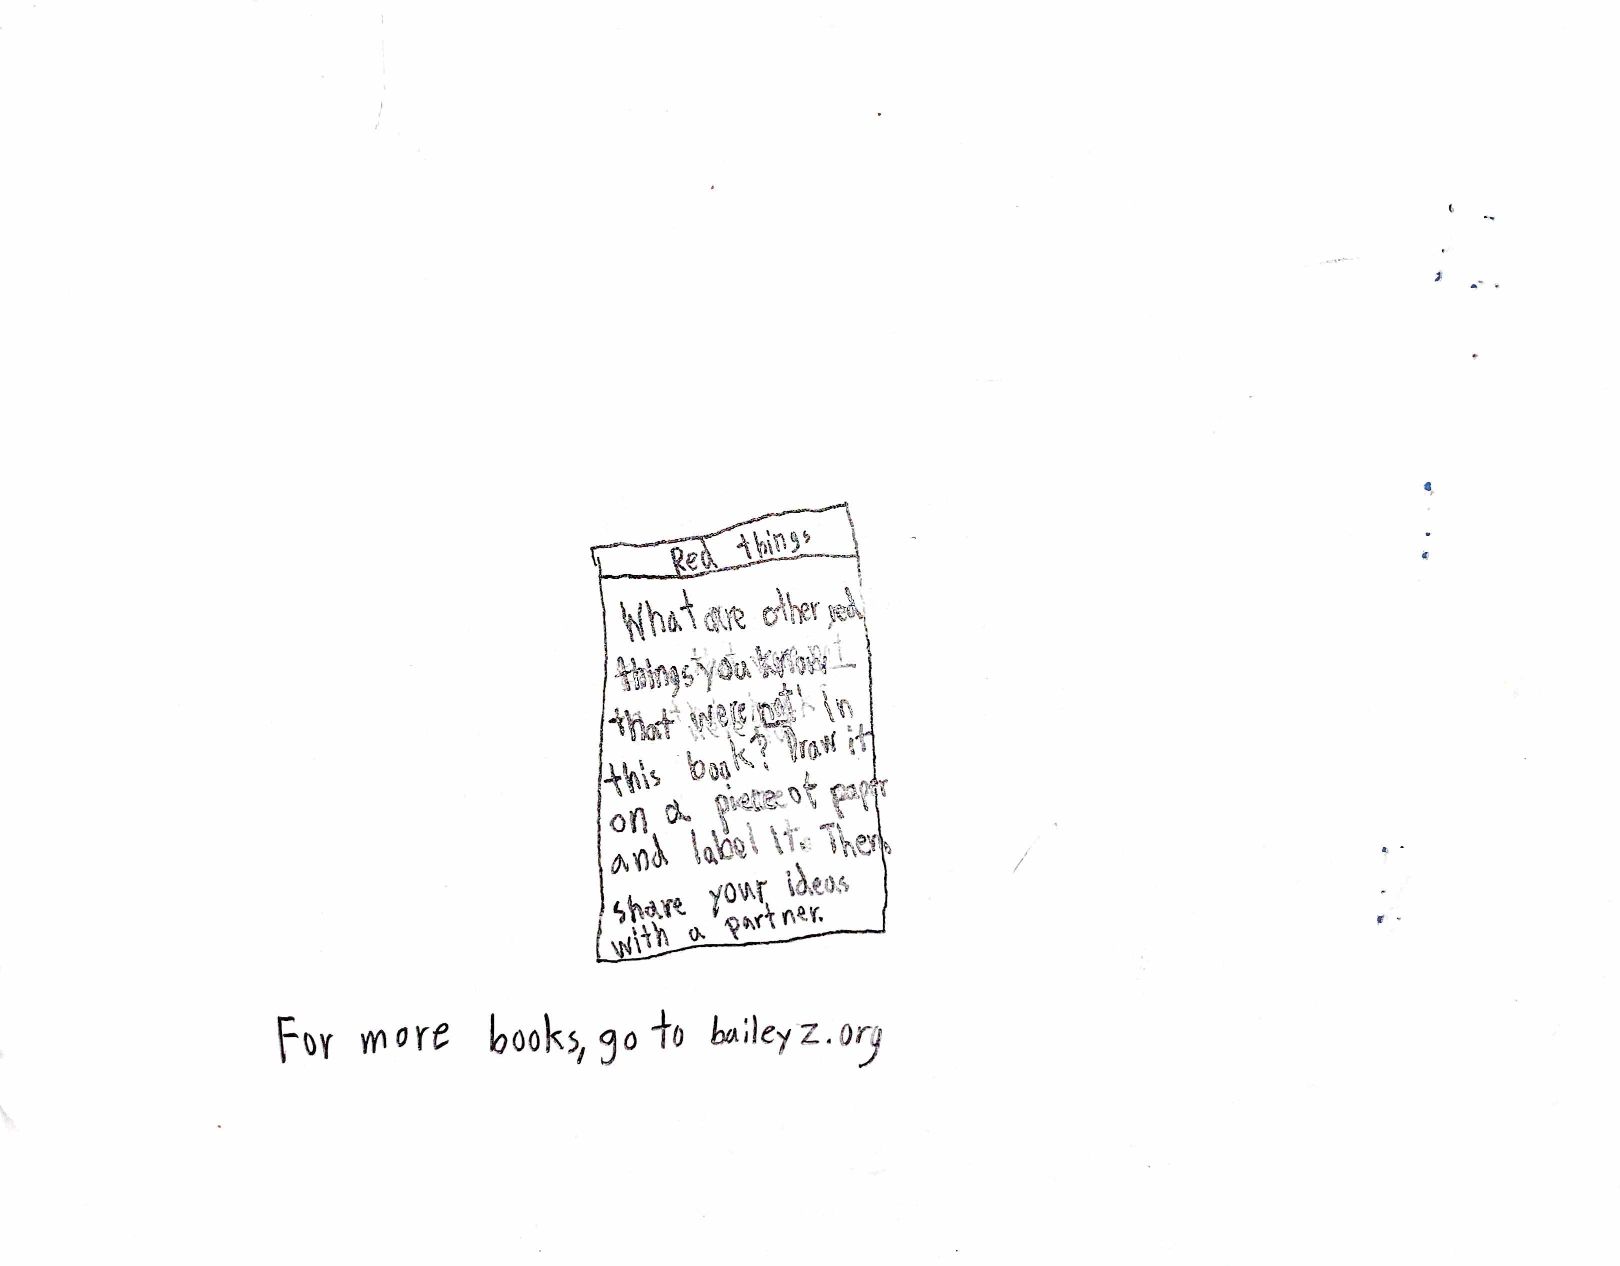 Red things
What are other red
things you know
that were not in
this book? Draw it
on a piece of paper
and label it. Then,
share your ideas
with a partner.
For more books, go to baileyz.org